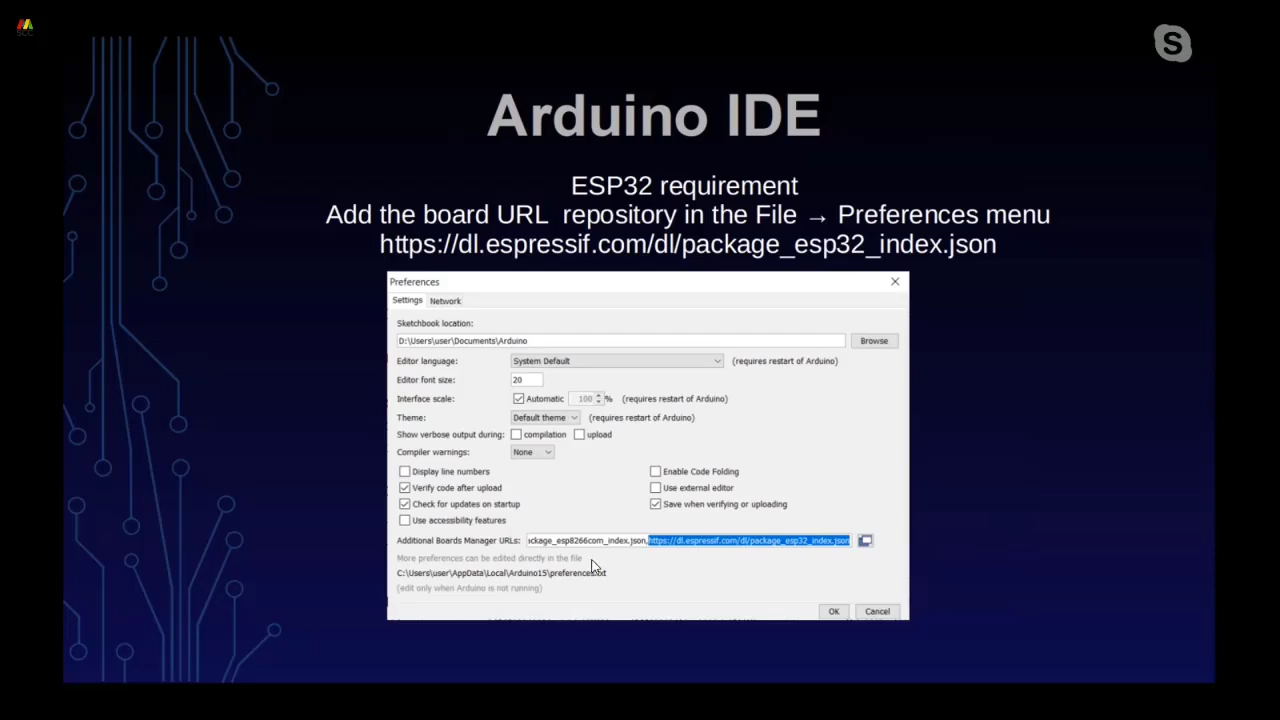 SCC
S
Arduino IDE
ESP32 requirement
Add the board URL repository in the File → Preferences menu
https://dl.espressif.com/dl/package_esp32_index.json
Preferences
Settings Network
Sketchbook location:
D:\Users\user\Documents\Arduino Browse
Editor language: System Default (requires restart of Arduino)
Editor font size: 20
Interface scale: Automatic 100 % (requires restart of Arduino)
Theme: Default theme (requires restart of Arduino)
Show verbose output during: compilation upload
Compiler warnings: None
Display line numbers Enable Code Folding
Verify code after upload Use external editor
Check for updates on startup Save when verifying or uploading
Use accessibility features
Additional Boards Manager URLs: ckage_esp8266com_index.json,https://dl.espressif.com/dl/package_esp32_index.json
More preferences can be edited directly in the file
C:\Users\user\AppData\Local\Arduino15\preferences.txt
(edit only when Arduino is not running)
OK Cancel